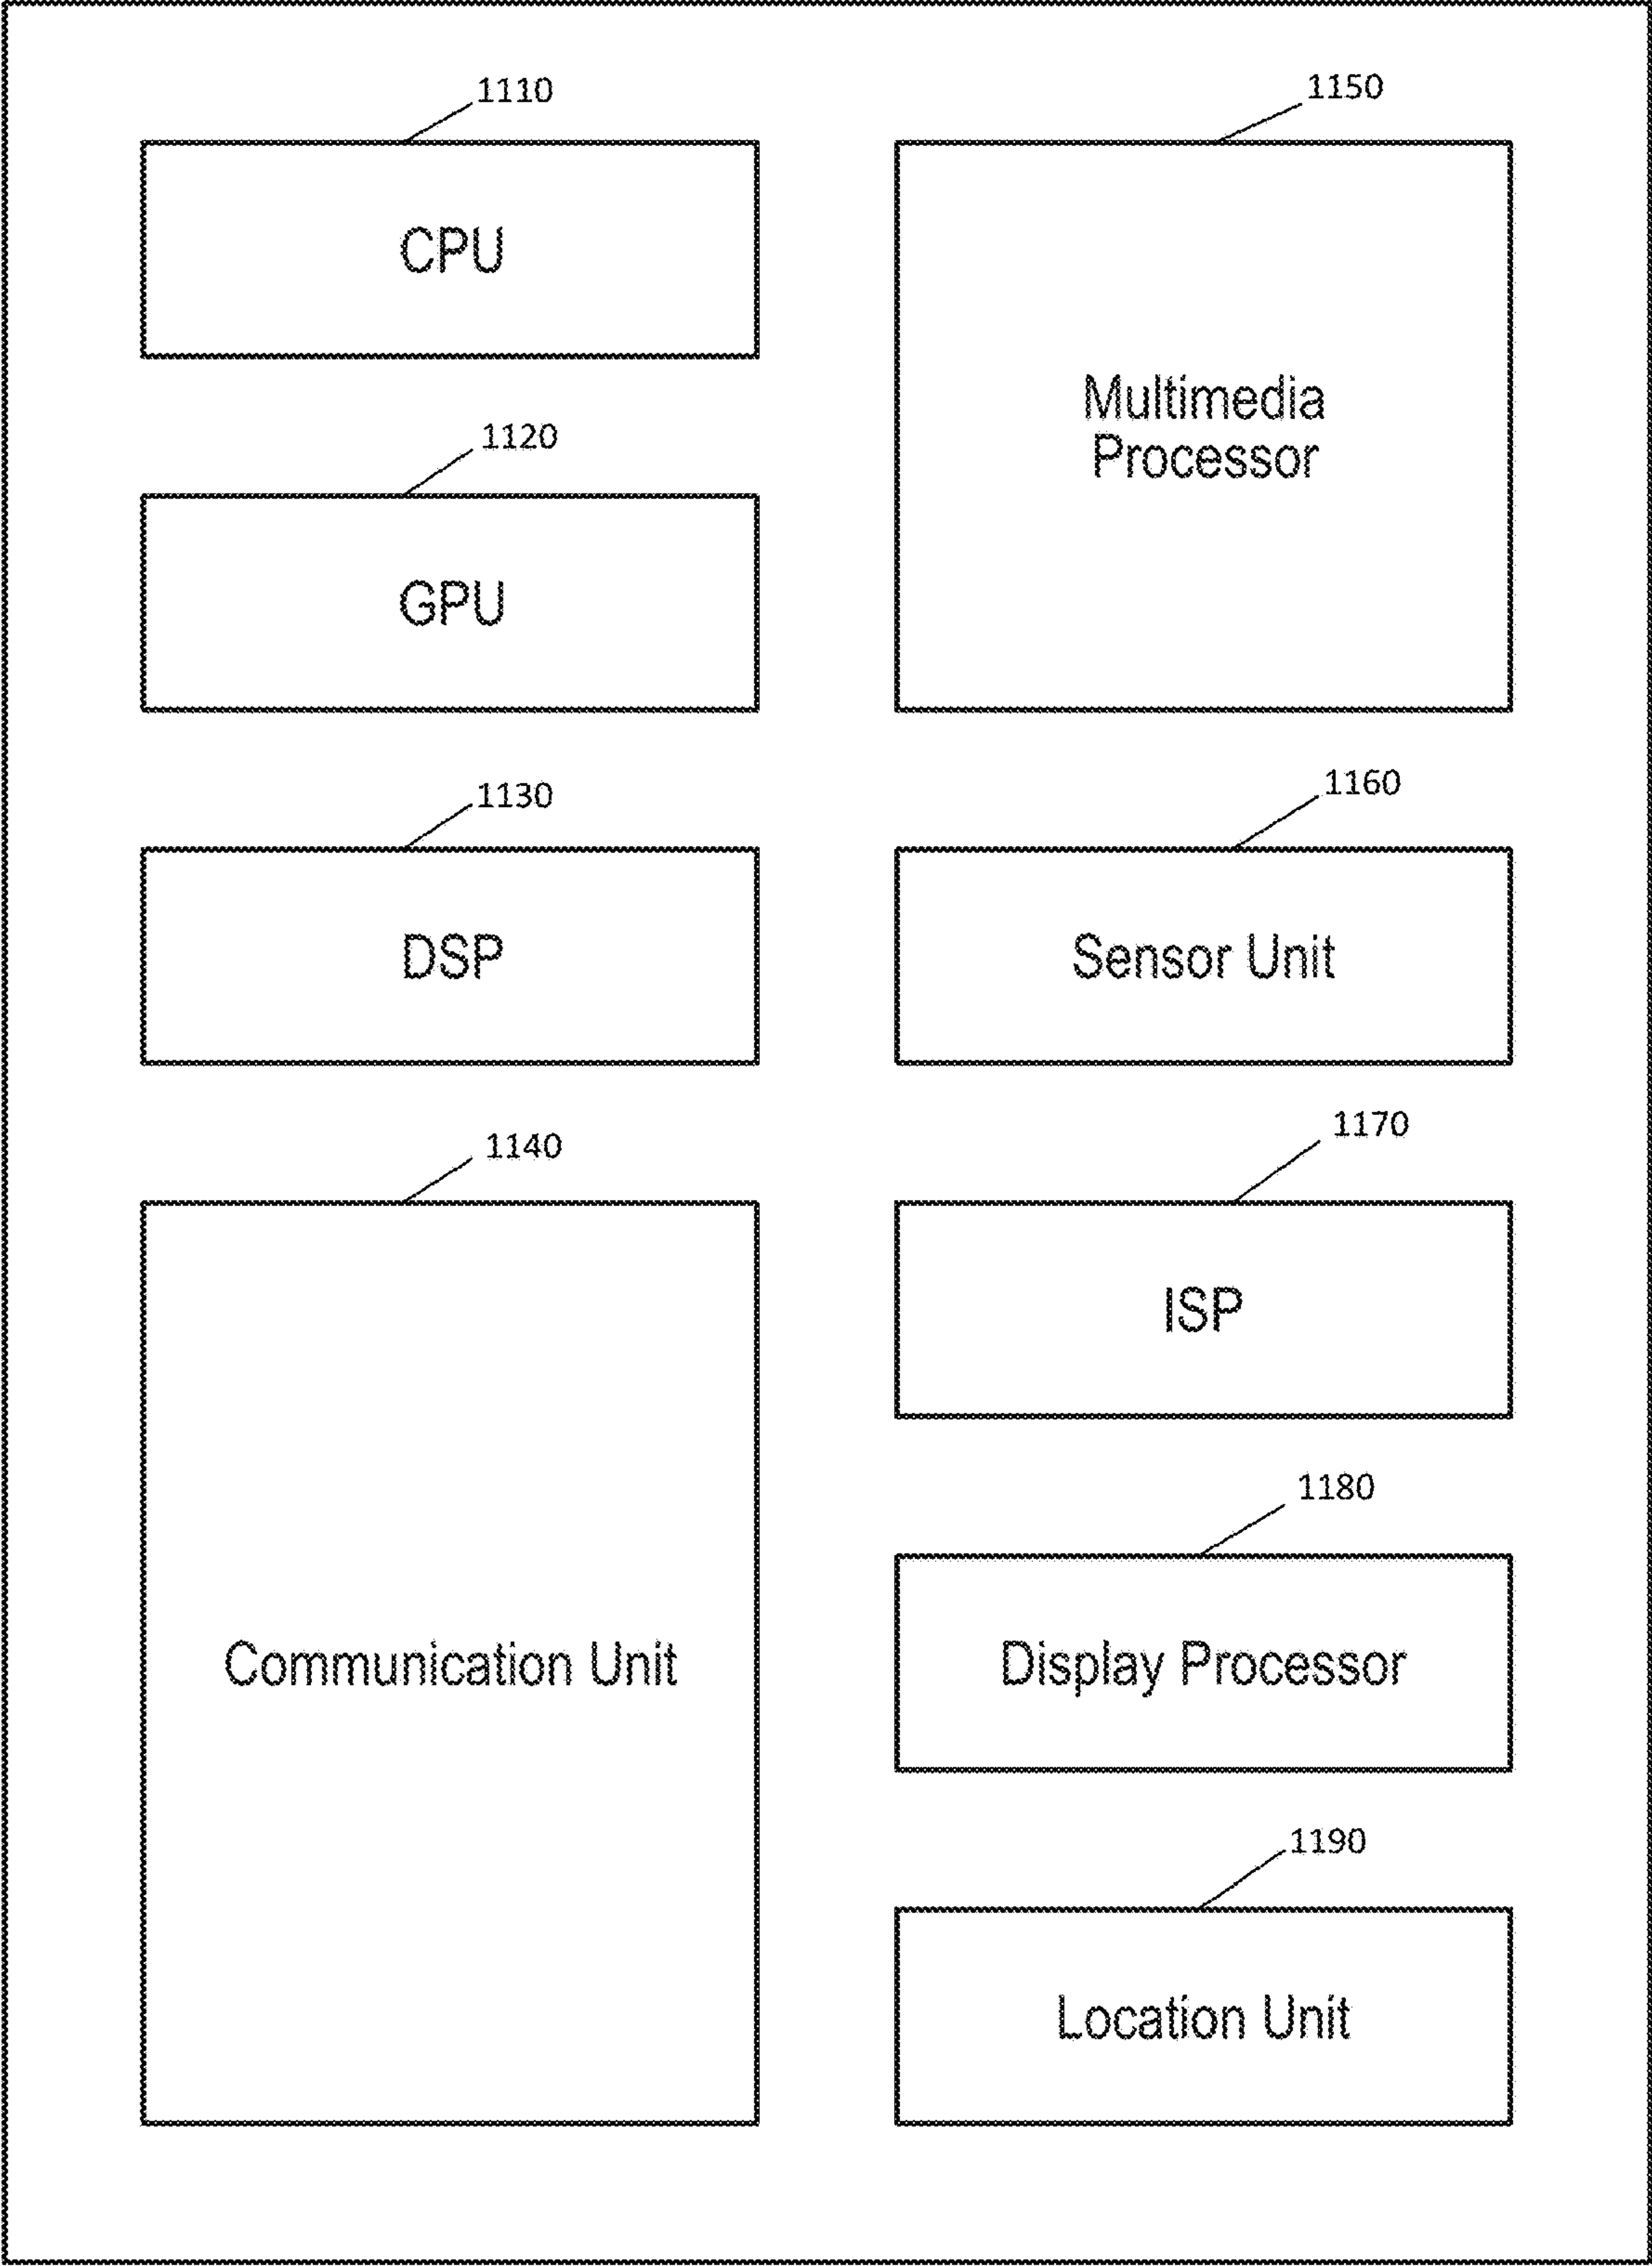 1110
CPU
1120
GPU
1130
DSP
1140
Communication Unit
1150
Multimedia
Processor
1160
Sensor Unit
1170
ISP
1180
Display Processor
1190
Location Unit